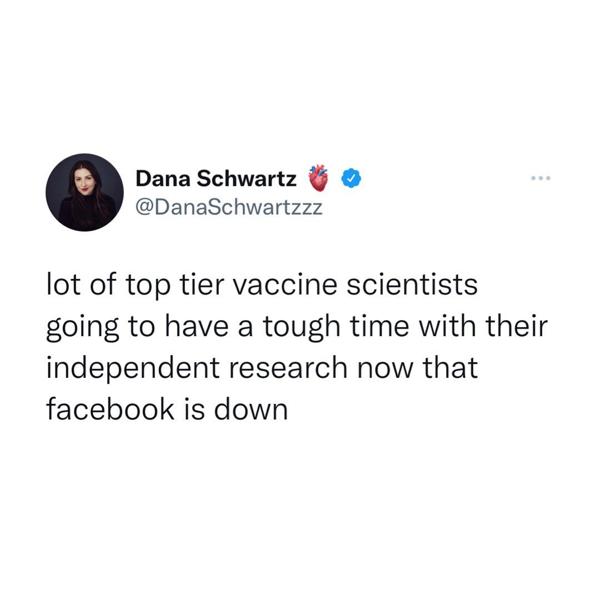 Dana Schwartz 🫀
@DanaSchwartzzz
lot of top tier vaccine scientists
going to have a tough time with their
independent research now that
facebook is down